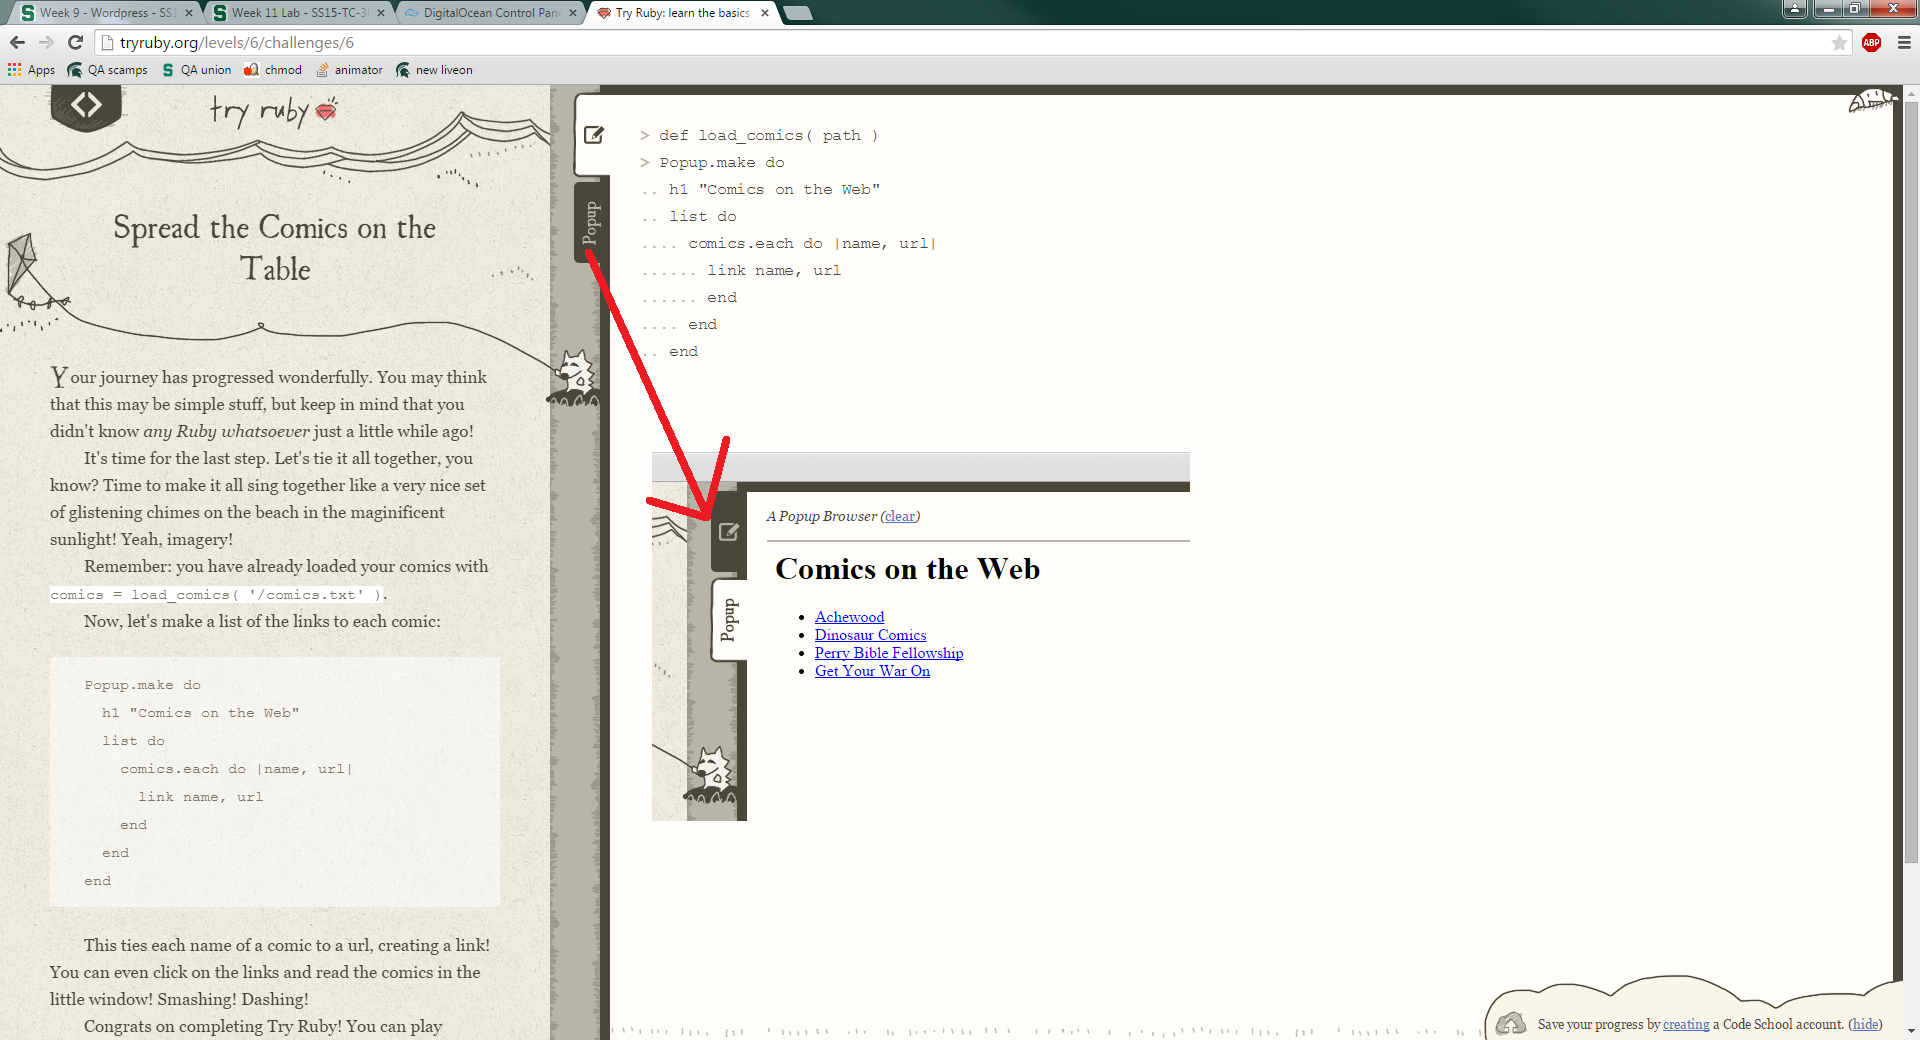 Week 9 - Wordpress - SS1
Week 11 Lab - SS15-TC-3
DigitalOcean Control Pan
Try Ruby: learn the basics
tryruby.org/levels/6/challenges/6
ABP
Apps
QA scamps
S QA union
chmod
animator
new liveon
try ruby
Spread the Comics on the
Table
Your journey has progressed wonderfully. You may think
that this may be simple stuff, but keep in mind that you
didn't know any Ruby whatsoever just a little while ago!
It's time for the last step. Let's tie it all together, you
know? Time to make it all sing together like a very nice set
of glistening chimes on the beach in the maginificent
sunlight! Yeah, imagery!
Remember: you have already loaded your comics with
comics = load_comics( '/comics.txt' ).
Now, let's make a list of the links to each comic:
Popup.make do
h1 "Comics on the Web"
list do
comics.each do |name, url|
link name, url
end
end
end
This ties each name of a comic to a url, creating a link!
You can even click on the links and read the comics in the
little window! Smashing! Dashing!
Congrats on completing Try Ruby! You can play
Popup
> def load_comics( path )
> Popup.make do
.. h1 "Comics on the Web"
.. list do
.... comics.each do |name, url|
...... link name, url
...... end
.... end
.. end
Popup
A Popup Browser (clear)
Comics on the Web
• Achewood
• Dinosaur Comics
• Perry Bible Fellowship
• Get Your War On
Save your progress by creating a Code School account. (hide)